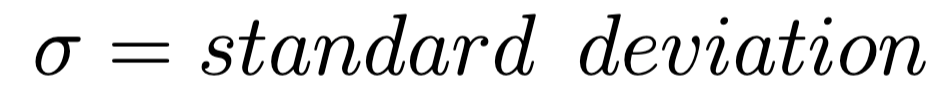 σ = standard deviation